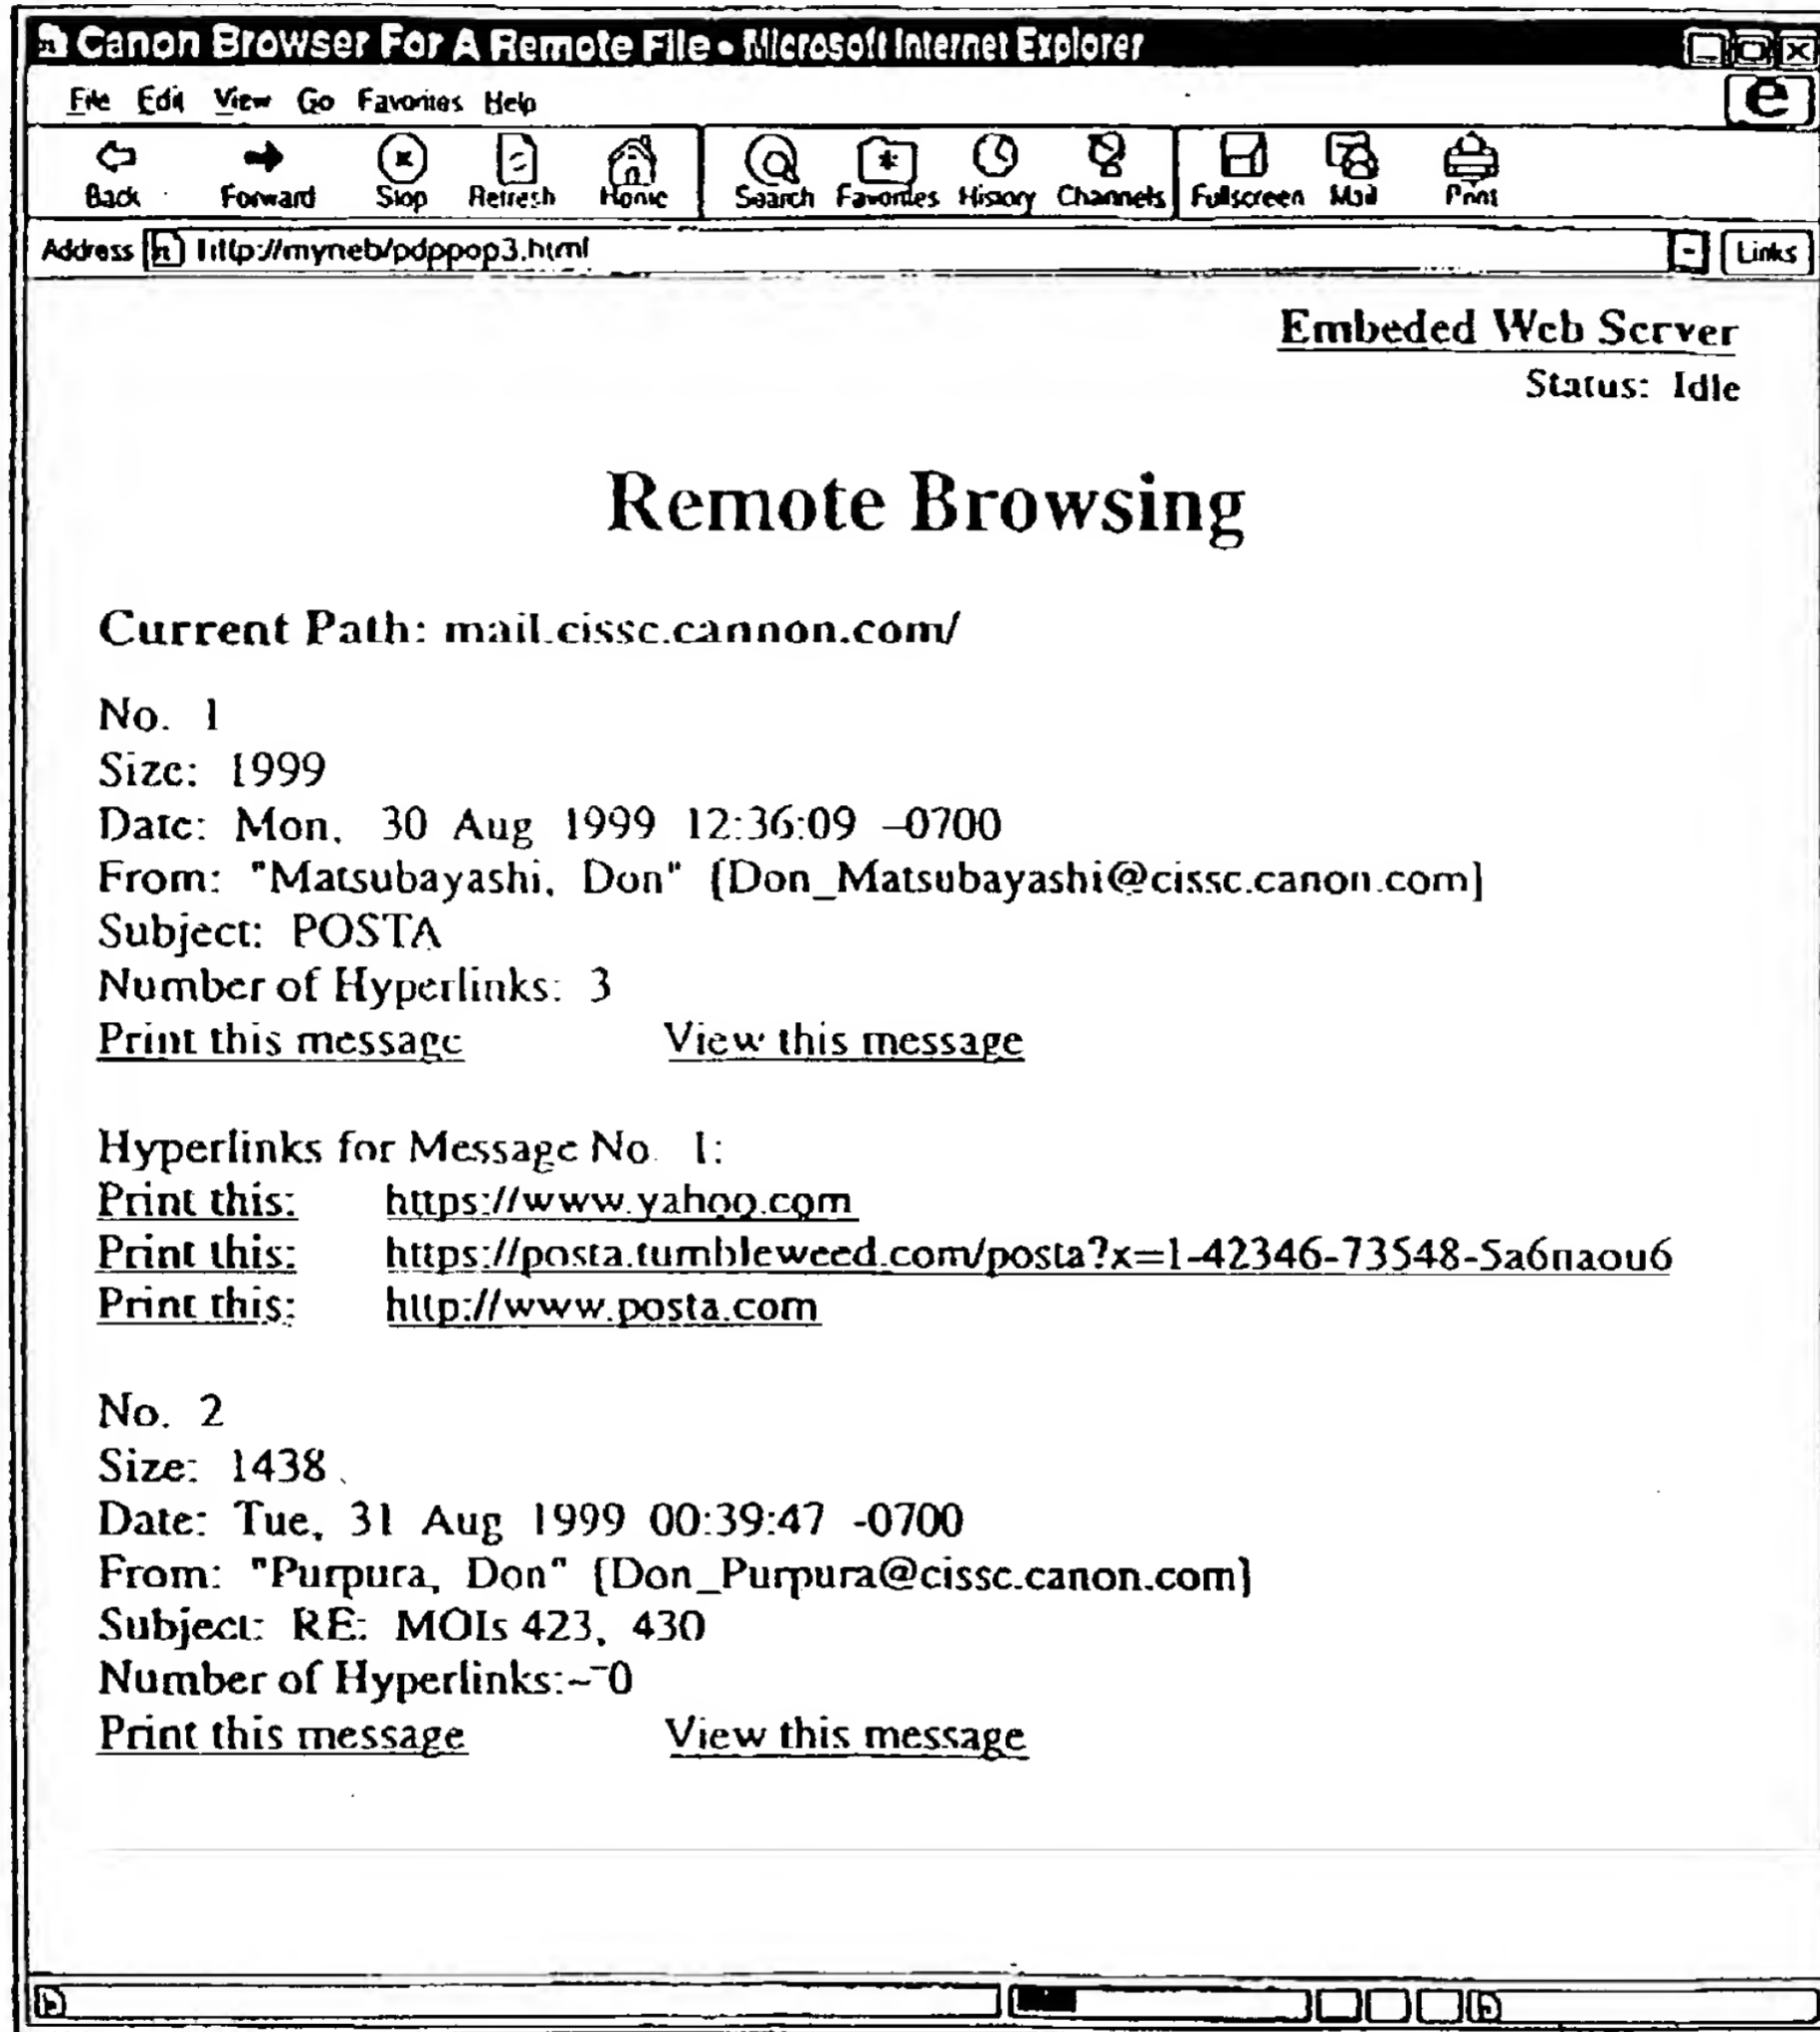 Canon Browser For A Remote File • Microsoft Internet Explorer
File Edit View Go Favorites Help
Back Forward Stop Refresh Home Search Favorites History Channels Fullscreen Mail Print
Address http://myneb/pdppop3.html Links
Embeded Web Server
Status: Idle
Remote Browsing
Current Path: mail.cissc.cannon.com/
No. 1
Size: 1999
Date: Mon, 30 Aug 1999 12:36:09 –0700
From: "Matsubayashi, Don" [Don_Matsubayashi@cissc.canon.com]
Subject: POSTA
Number of Hyperlinks: 3
Print this message View this message
Hyperlinks for Message No. 1:
Print this: https://www.yahoo.com
Print this: https://posta.tumbleweed.com/posta?x=1-42346-73548-5a6naou6
Print this: http://www.posta.com
No. 2
Size: 1438
Date: Tue, 31 Aug 1999 00:39:47 -0700
From: "Purpura, Don" [Don_Purpura@cissc.canon.com]
Subject: RE: MOIs 423, 430
Number of Hyperlinks: 0
Print this message View this message